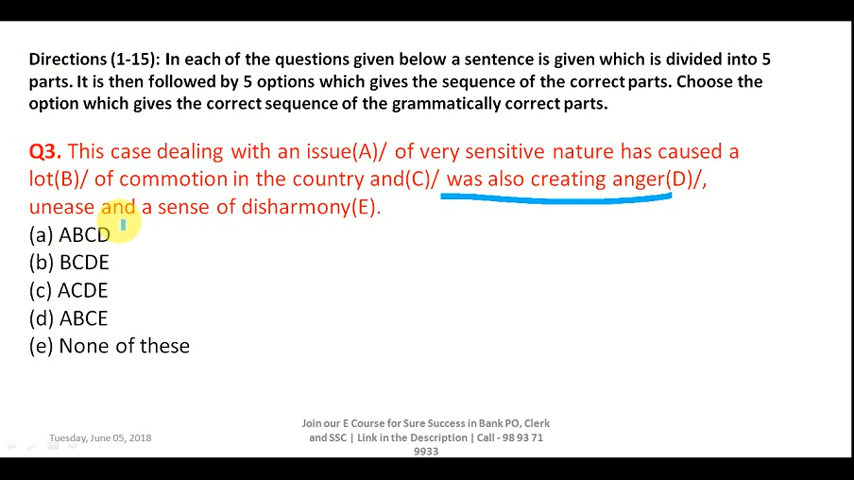 Directions (1-15): In each of the questions given below a sentence is given which is divided into 5
parts. It is then followed by 5 options which gives the sequence of the correct parts. Choose the
option which gives the correct sequence of the grammatically correct parts.
Q3. This case dealing with an issue(A)/ of very sensitive nature has caused a
lot(B)/ of commotion in the country and(C)/ was also creating anger(D)/,
unease and a sense of disharmony(E).
(a) ABCD
(b) BCDE
(c) ACDE
(d) ABCE
(e) None of these
Join our E Course for Sure Success in Bank PO, Clerk
Tuesday, June 05, 2018
and SSC | Link in the Description | Call - 98 93 71
9933